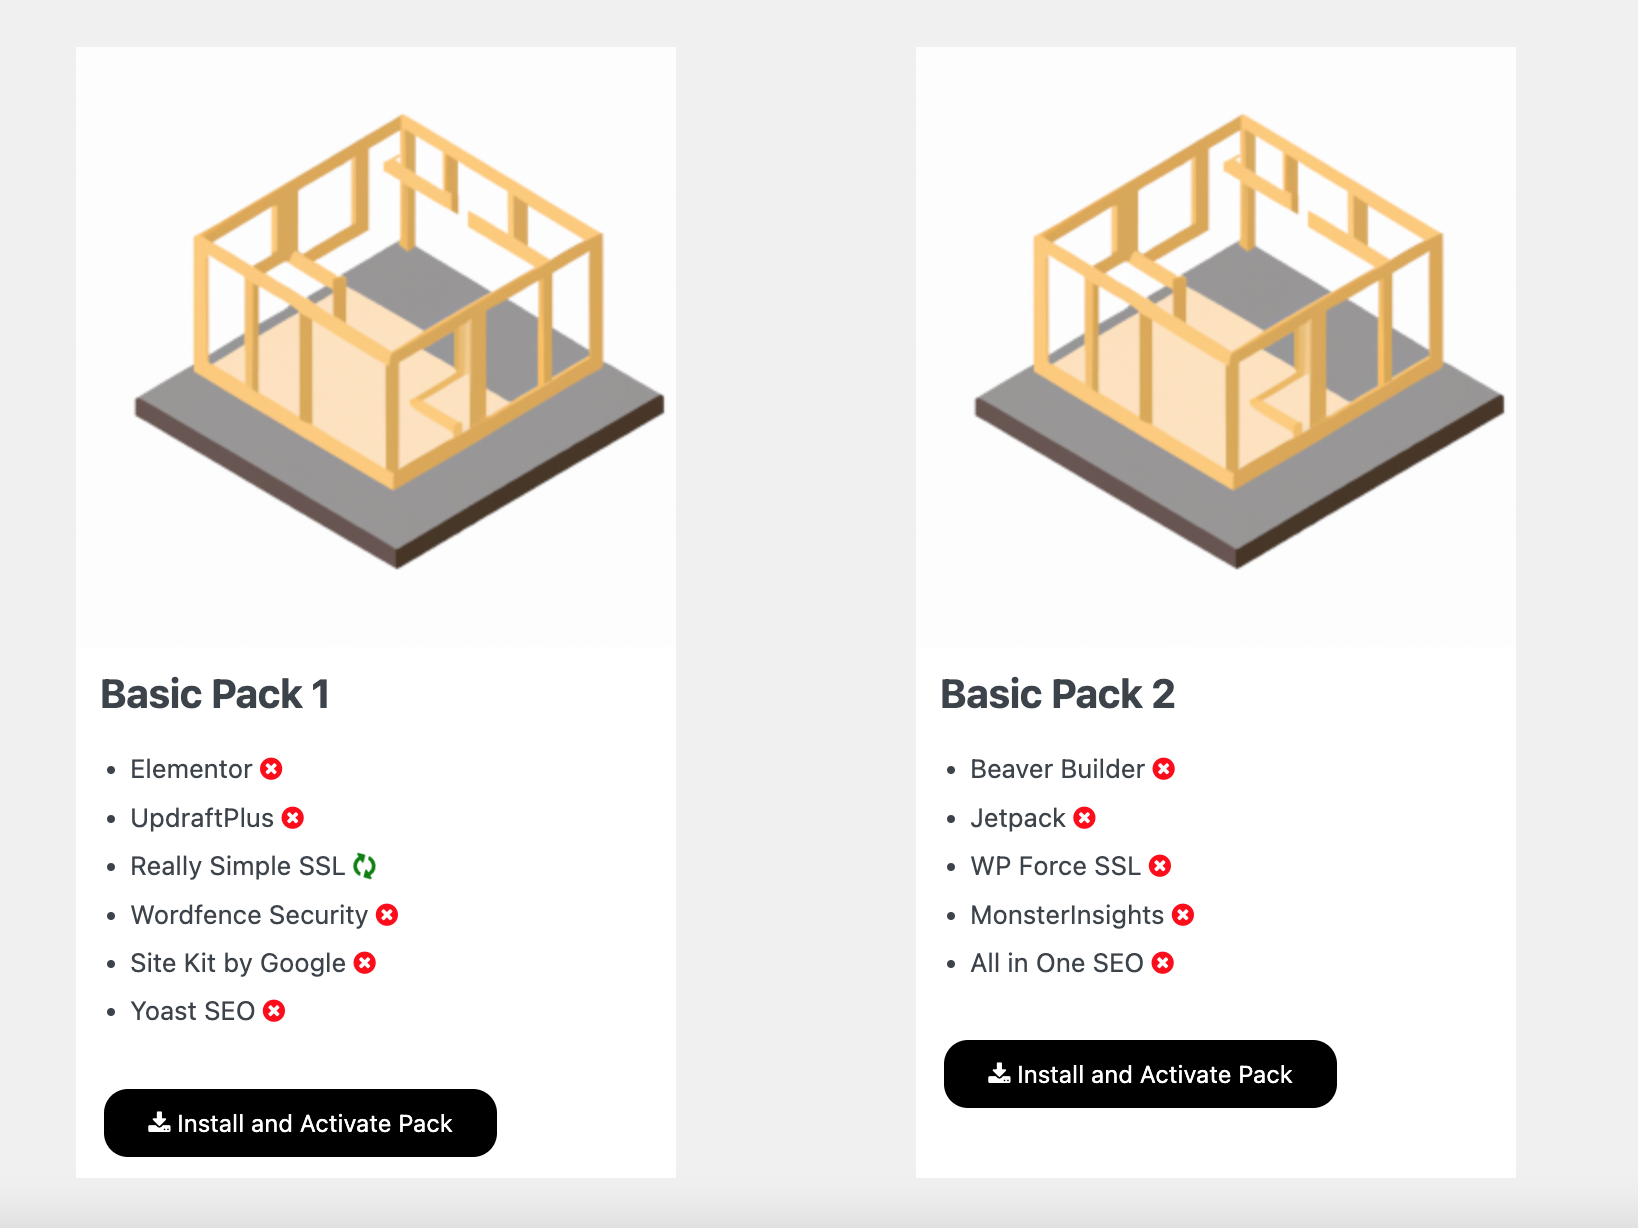 Basic Pack 1
Elementor
UpdraftPlus
Really Simple SSL
Wordfence Security
Site Kit by Google
Yoast SEO
Install and Activate Pack
Basic Pack 2
Beaver Builder
Jetpack
WP Force SSL
MonsterInsights
All in One SEO
Install and Activate Pack